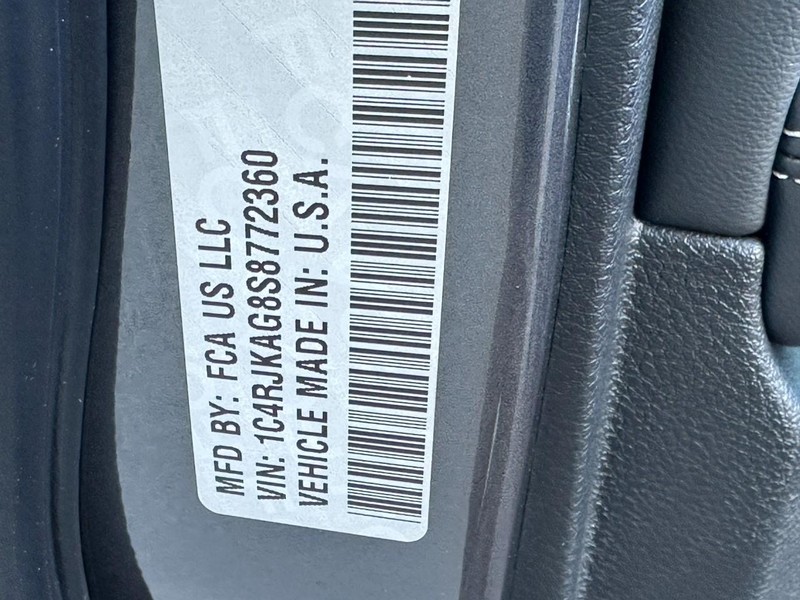 MFD BY: FCA US LLC
VIN: 1C4RJKAG8S8772360
VEHICLE MADE IN: U.S.A.